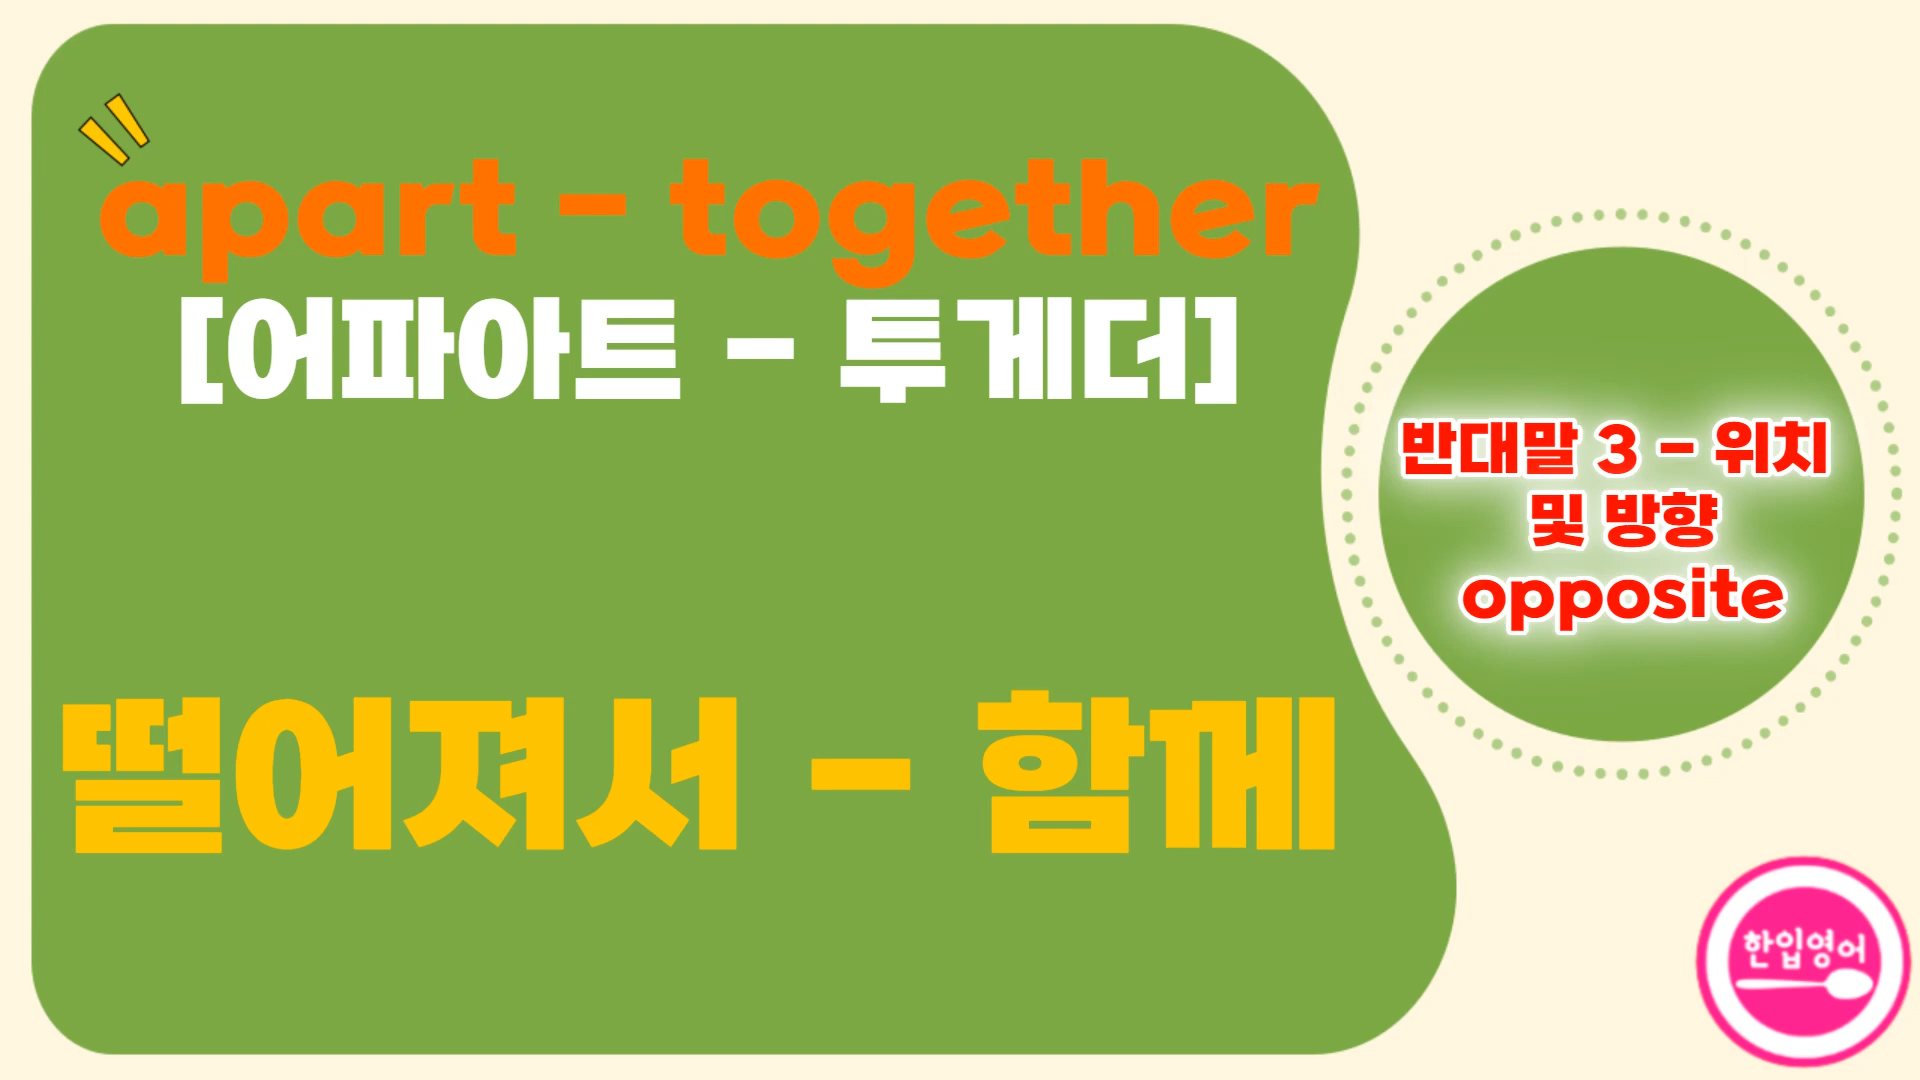 apart - together
[어파아트 - 투게더]
떨어져서 - 함께
반대말 3 - 위치
및 방향
opposite
한입영어